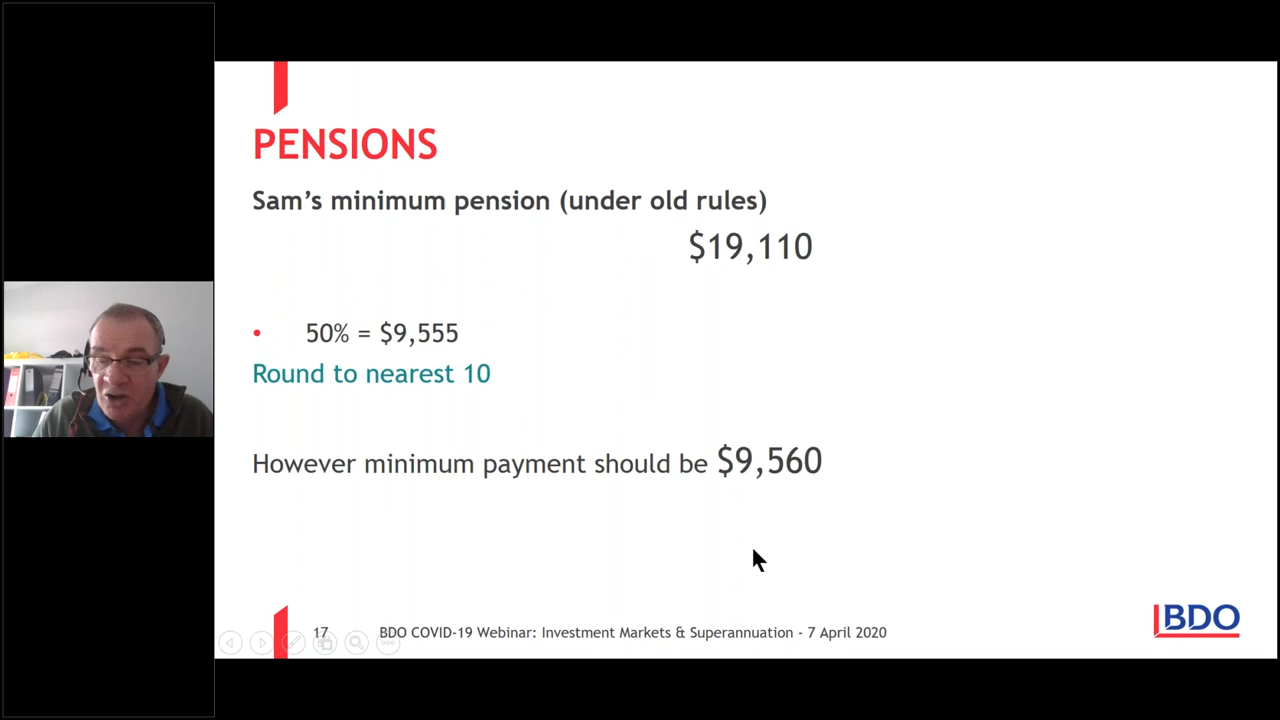 PENSIONS
Sam's minimum pension (under old rules)
$19,110
• 50% = $9,555
Round to nearest 10
However minimum payment should be $9,560
17 BDO COVID-19 Webinar: Investment Markets & Superannuation - 7 April 2020
BDO